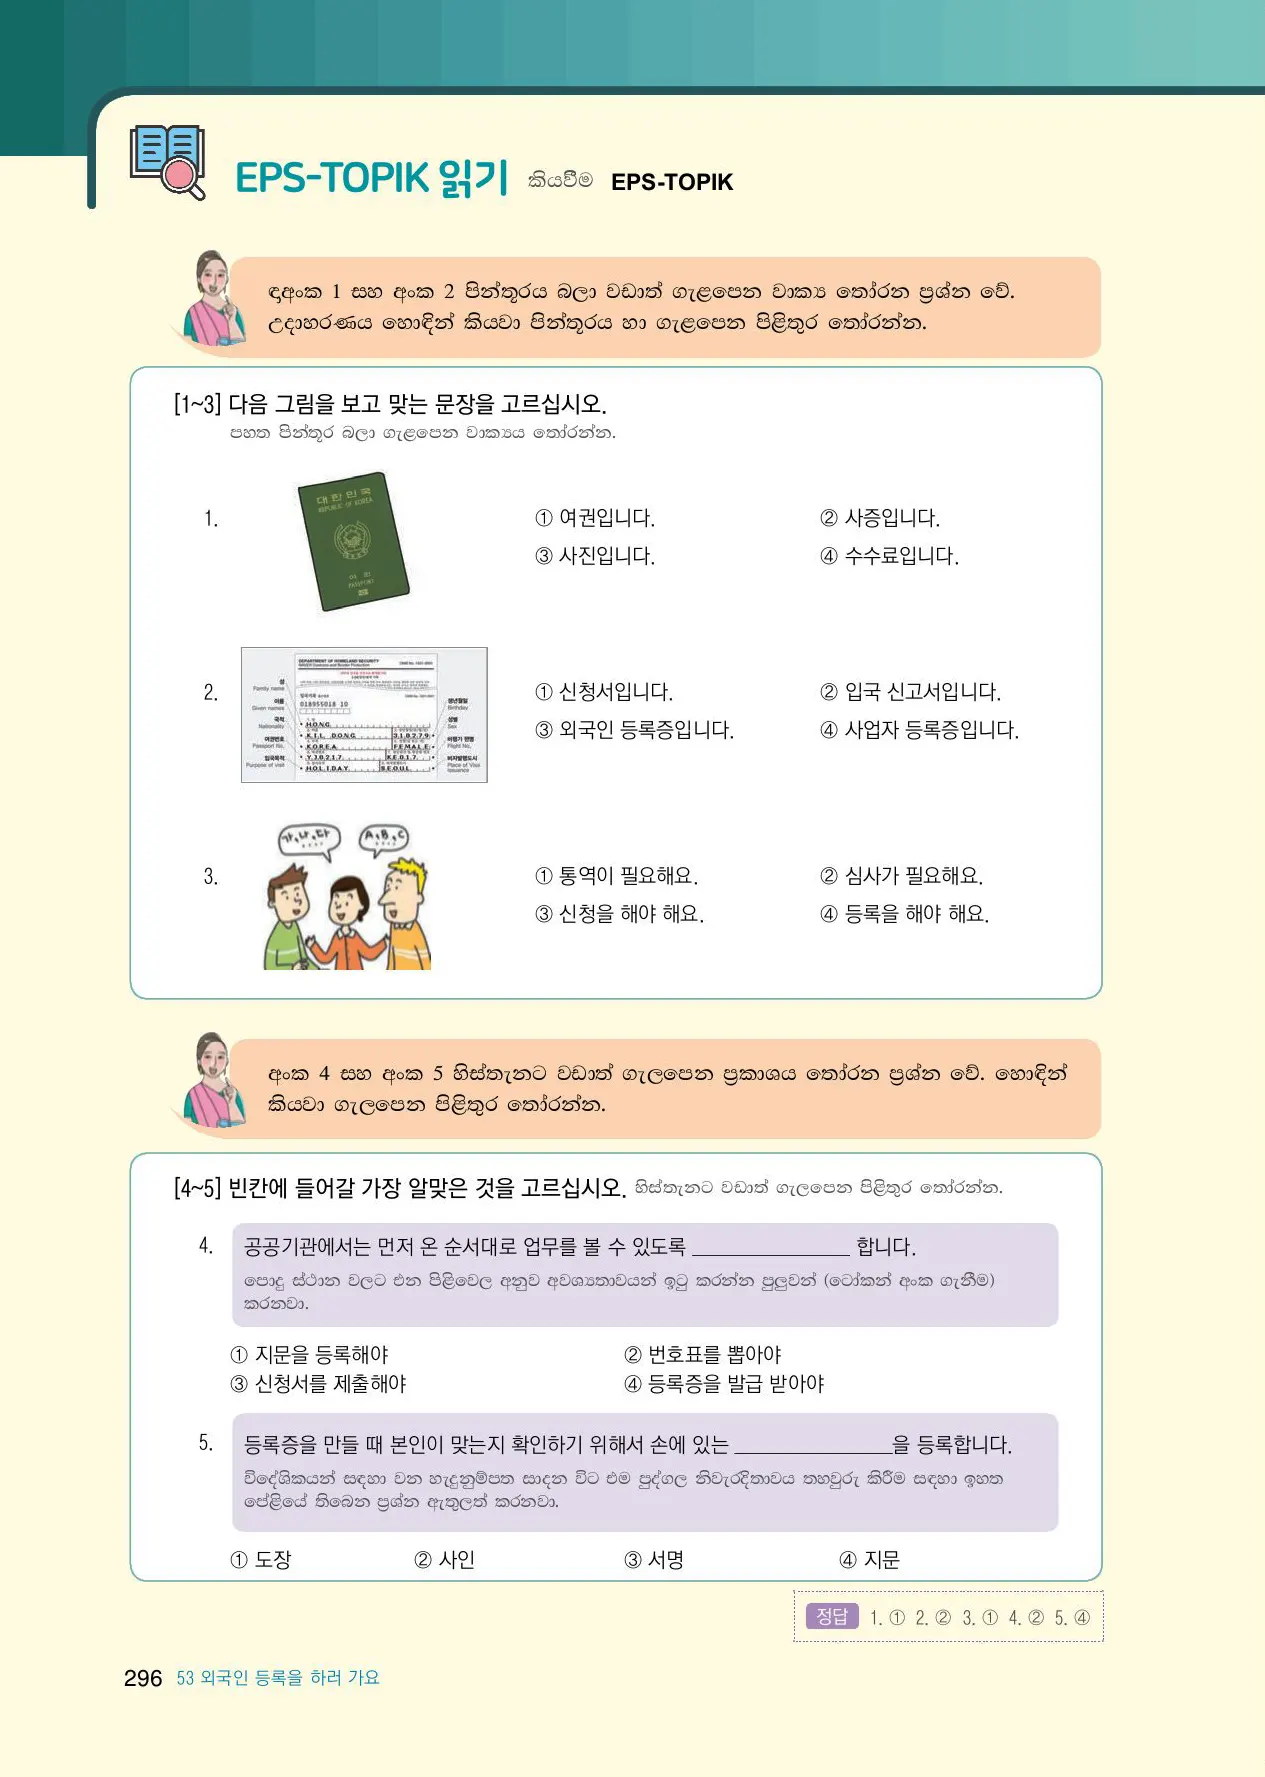 EPS-TOPIK 읽기 කියවීම EPS-TOPIK
ඳුඅංක 1 සහ අංක 2 පින්තූරය බලා වඩාත් ගැළපෙන වාක්‍ය තෝරන ප්‍රශ්න වේ.
උදාහරණය හොඳින් කියවා පින්තූරය හා ගැළපෙන පිළිතුර තෝරන්න.
[1~3] 다음 그림을 보고 맞는 문장을 고르십시오.
පහත පින්තූර බලා ගැළපෙන වාක්‍යය තෝරන්න.
1.
대한민국
REPUBLIC OF KOREA
여 권
PASSPORT
① 여권입니다. ② 사증입니다.
③ 사진입니다. ④ 수수료입니다.
2.
DEPARTMENT OF HOMELAND SECURITY
성
Family name
이름
Given names
국적
Nationality
여권번호
Passport No.
입국목적
Purpose of visit
018955018 10
HONG
KIL DONG 310279
KOREA FEMALE
YJ0217 KE017
HOLIDAY SEOUL
생년월일
Birthday
성별
Sex
비행기 편명
Flight No.
비자발행도시
Place of Visa
issuance
① 신청서입니다. ② 입국 신고서입니다.
③ 외국인 등록증입니다. ④ 사업자 등록증입니다.
3.
가, 나, 다 A, B, C
① 통역이 필요해요. ② 심사가 필요해요.
③ 신청을 해야 해요. ④ 등록을 해야 해요.
අංක 4 සහ අංක 5 හිස්තැනට වඩාත් ගැලපෙන ප්‍රකාශය තෝරන ප්‍රශ්න වේ. හොඳින්
කියවා ගැලපෙන පිළිතුර තෝරන්න.
[4~5] 빈칸에 들어갈 가장 알맞은 것을 고르십시오. හිස්තැනට වඩාත් ගැලපෙන පිළිතුර තෝරන්න.
4. 공공기관에서는 먼저 온 순서대로 업무를 볼 수 있도록 ______________ 합니다.
පොදු ස්ථාන වලට එන පිළිවෙල අනුව අවශ්‍යතාවයන් ඉටු කරන්න පුලුවන් (ටෝකන් අංක ගැනීම)
කරනවා.
① 지문을 등록해야 ② 번호표를 뽑아야
③ 신청서를 제출해야 ④ 등록증을 발급 받아야
5. 등록증을 만들 때 본인이 맞는지 확인하기 위해서 손에 있는 ______________을 등록합니다.
විදේශිකයන් සඳහා වන හැදුනුම්පත සාදන විට එම පුද්ගල නිවැරදිතාවය තහවුරු කිරීම සඳහා ඉහත
පේළියේ තිබෙන ප්‍රශ්න ඇතුලත් කරනවා.
① 도장 ② 사인 ③ 서명 ④ 지문
정답 1. ① 2. ② 3. ① 4. ② 5. ④
296 53 외국인 등록을 하러 가요